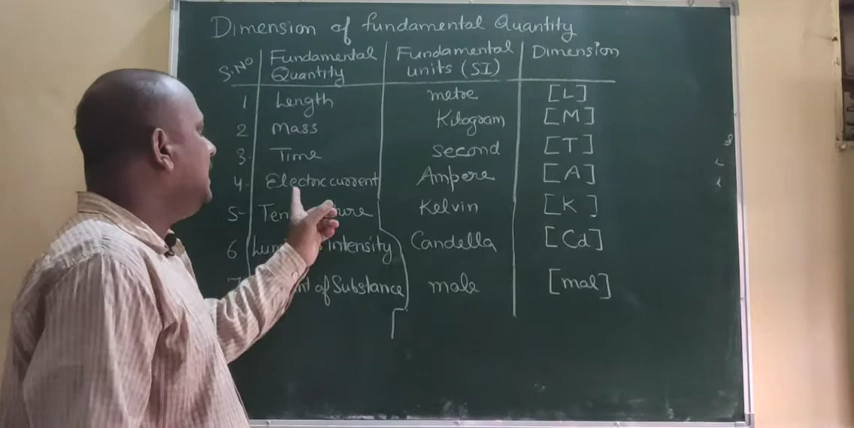 Dimension of fundamental Quantity
S.No Fundamental Quantity Fundamental units (SI) Dimension
1 Length metre [L]
2 Mass Kilogram [M]
3. Time second [T]
4. Electric current Ampere [A]
5- Kelvin [K]
6 Intensity Candella [Cd]
of Substance mole [mol]